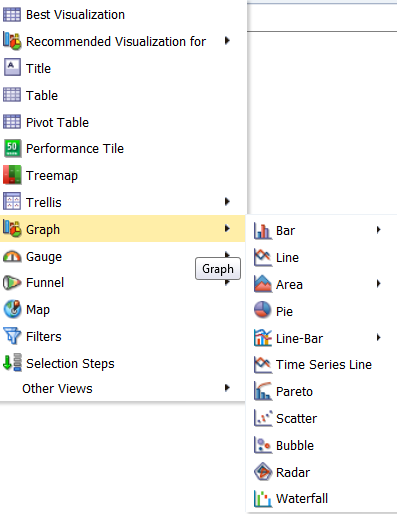 Best Visualization
Recommended Visualization for
Title
Table
Pivot Table
50
Performance Tile
Treemap
Trellis
Graph
Gauge
Graph
Funnel
Map
Filters
Selection Steps
Other Views
Bar
Line
Area
Pie
Line-Bar
Time Series Line
Pareto
Scatter
Bubble
Radar
Waterfall